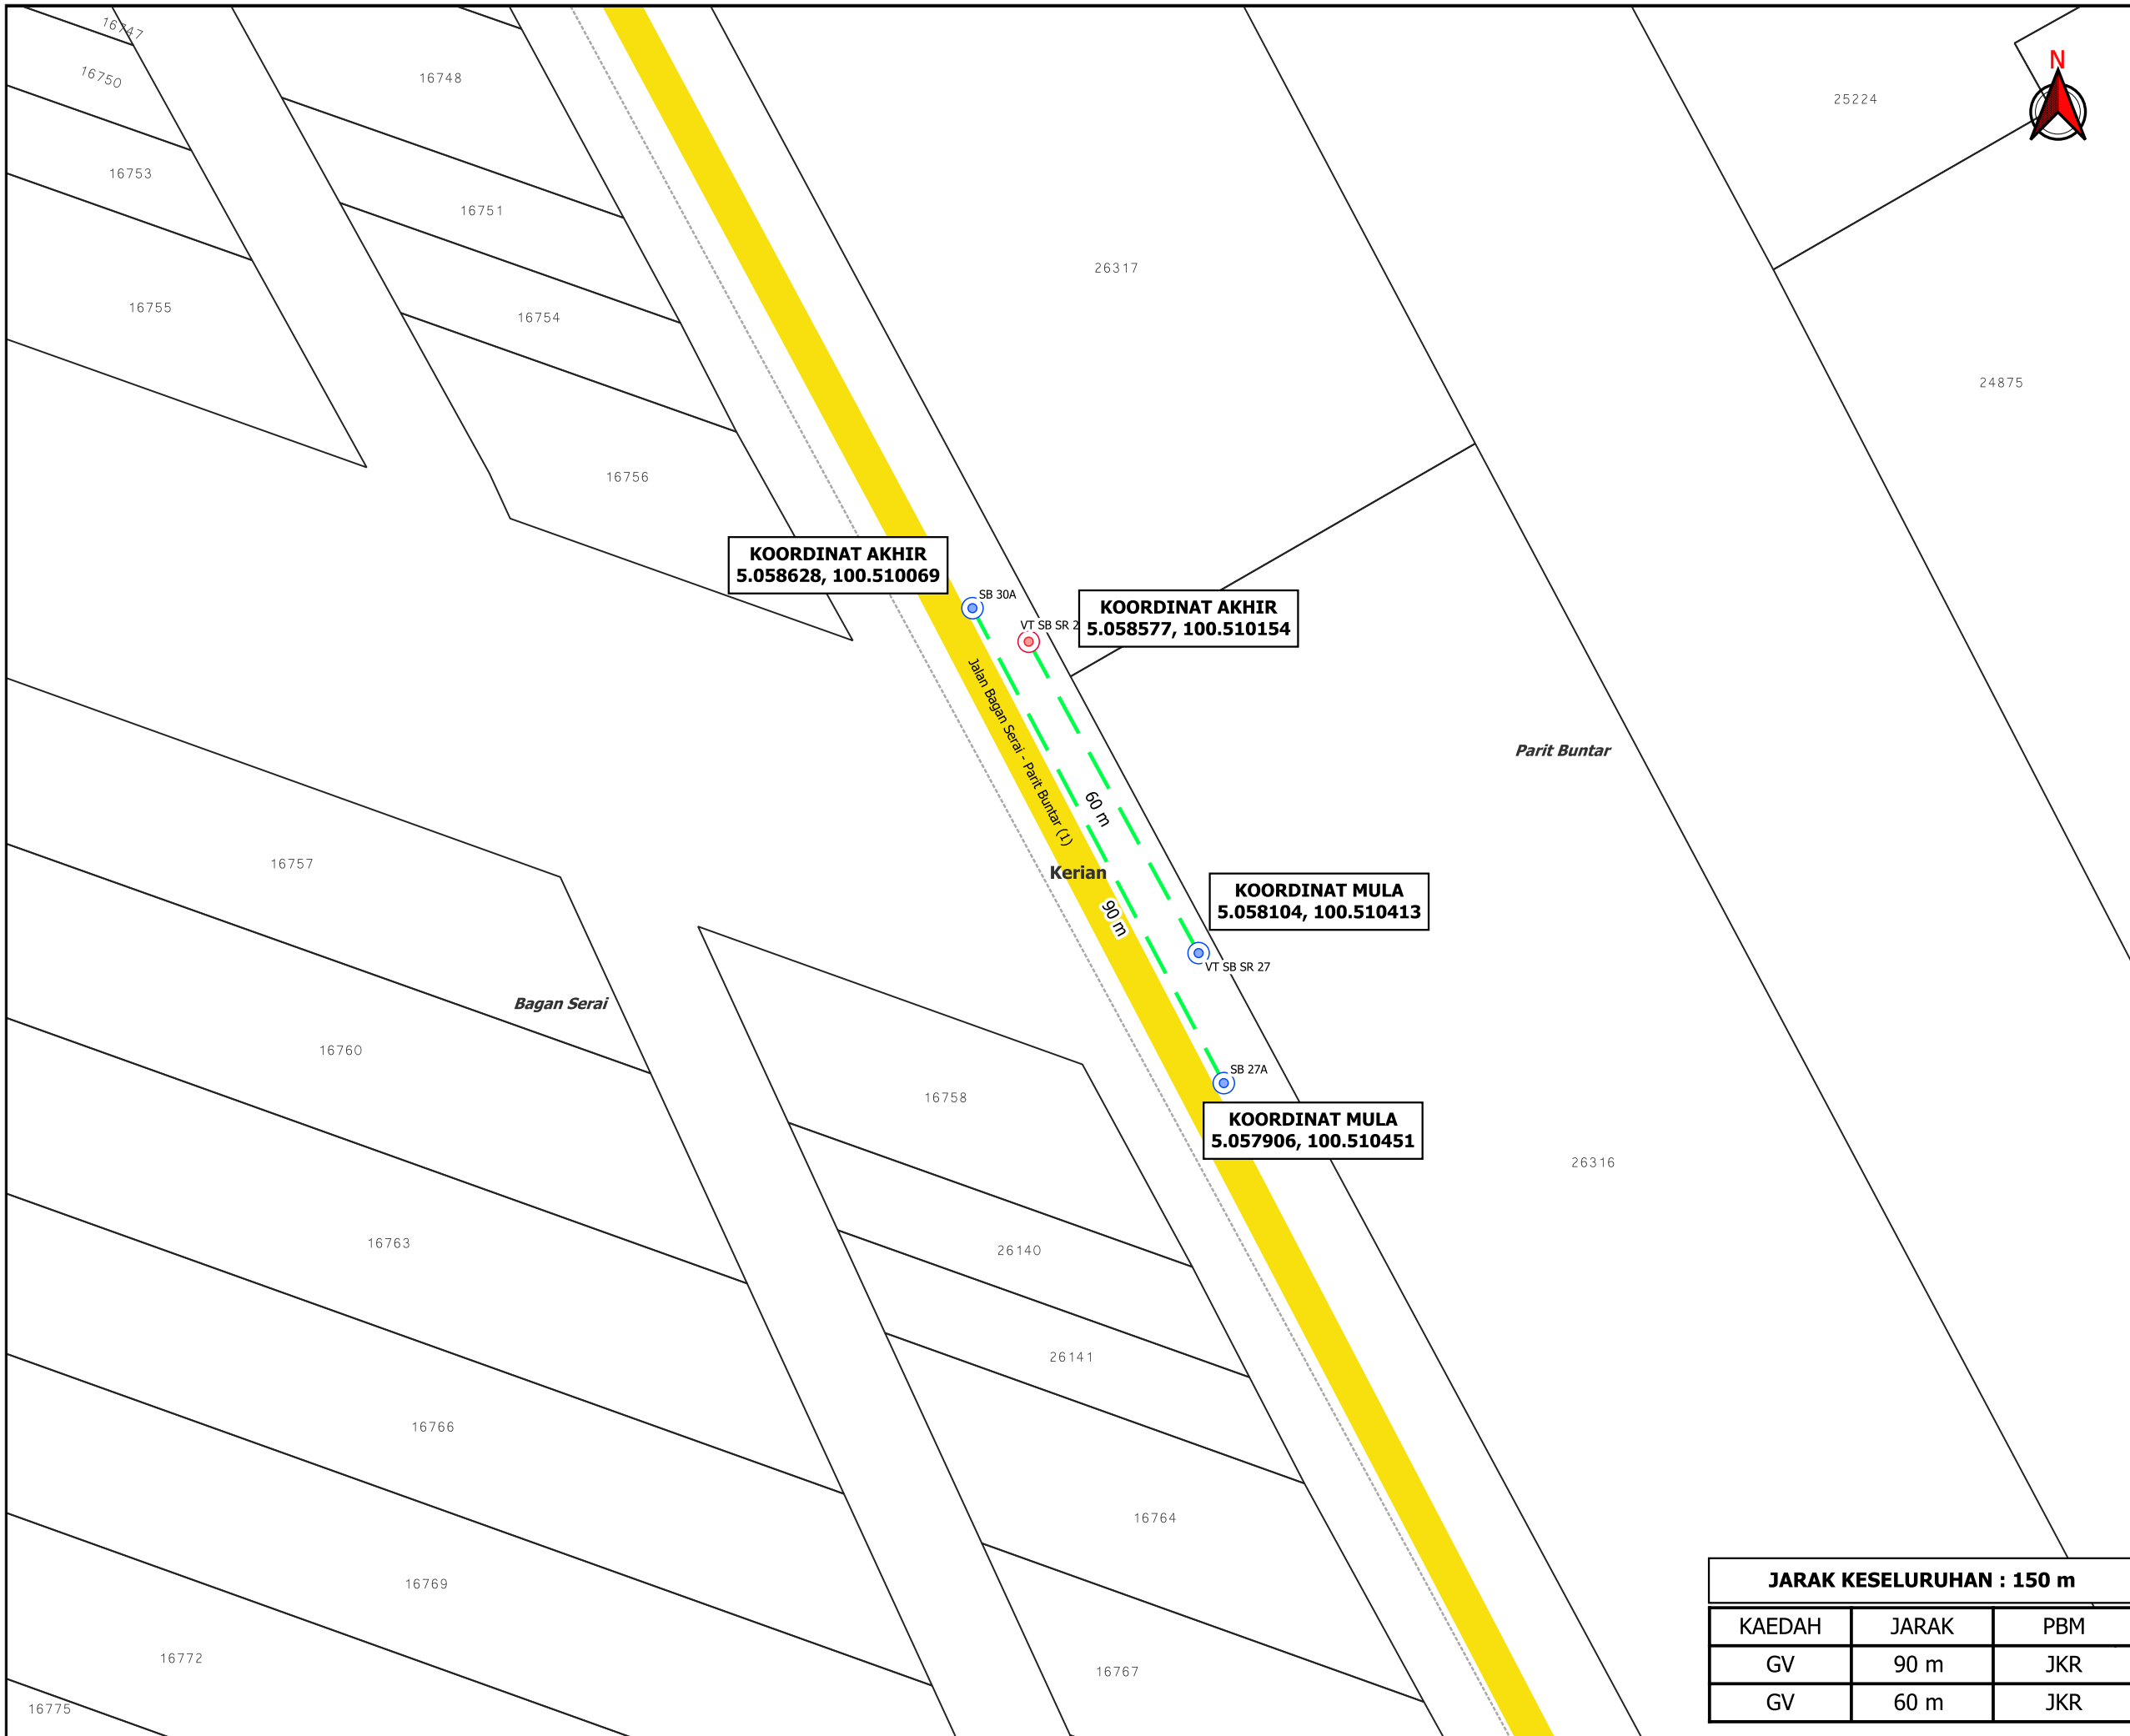 16747
16750
16748
N
25224
16753
16751
26317
16755
16754
24875
16756
KOORDINAT AKHIR
5.058628, 100.510069
SB 30A
KOORDINAT AKHIR
5.058577, 100.510154
VT SB SR 2
Jalan Bagan Serai - Parit Buntar (1)
Parit Buntar
60 m
16757
Kerian
KOORDINAT MULA
5.058104, 100.510413
90 m
VT SB SR 27
Bagan Serai
16760
SB 27A
16758
KOORDINAT MULA
5.057906, 100.510451
26316
16763
26140
26141
16766
16764
16769
JARAK KESELURUHAN : 150 m
KAEDAH JARAK PBM
GV 90 m JKR
GV 60 m JKR
16772
16767
16775